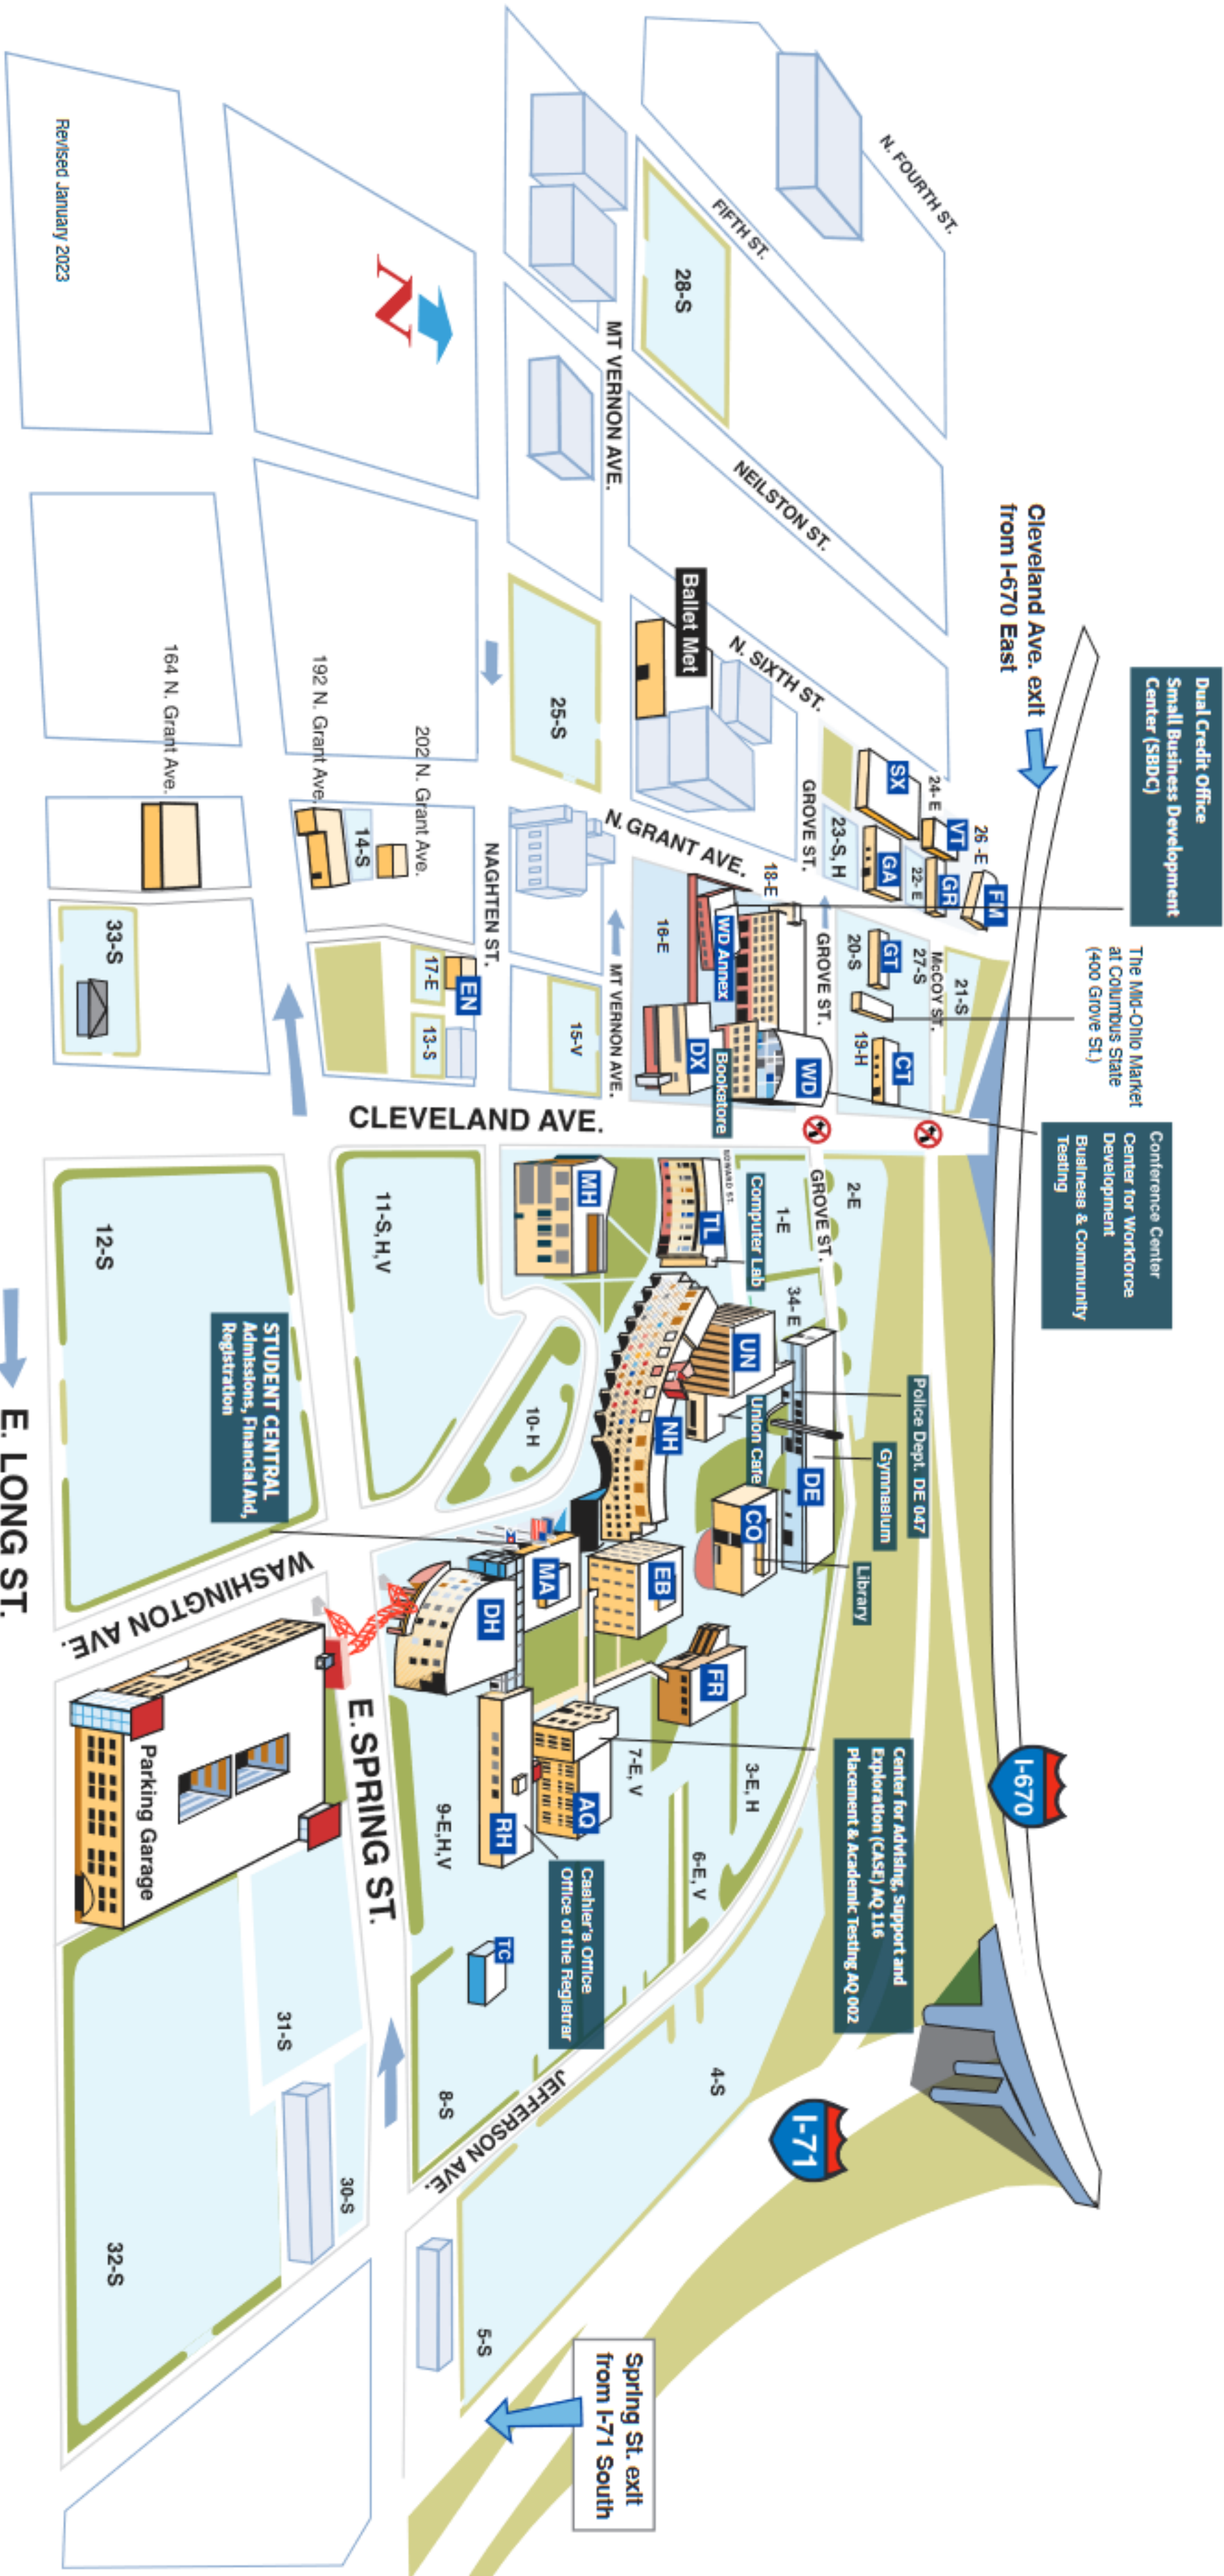 Dual Credit Office
Small Business Development
Center (SBDC)
Cleveland Ave. exit
from I-670 East
The Mid-Ohio Market
at Columbus State
(400 Grove St.)
Conference Center
Center for Workforce
Development
Business & Community
Testing
I-670
I-71
N. FOURTH ST.
FIFTH ST.
28-S
NEILSTON ST.
MT VERNON AVE.
Ballet Met
N. SIXTH ST.
SX
24- E
VT
26 -E
FM
GR
22- E
GA
23-S, H
GROVE ST.
N. GRANT AVE.
18-E
GT
20-S
27-S
McCOY ST.
21-S
19-H
CT
GROVE ST.
WD
WD Annex
16-E
DX
Bookstore
25-S
MT VERNON AVE.
15-V
NAGHTEN ST.
EN
17-E
13-S
202 N. Grant Ave.
14-S
192 N. Grant Ave.
164 N. Grant Ave.
33-S
N
Revised January 2023
CLEVELAND AVE.
2-E
GROVE ST.
1-E
34- E
HOWARD ST.
Computer Lab
TL
MH
UN
NH
Union Cafe
Police Dept. DE 047
Gymnasium
DE
CO
Library
11-S, H, V
10- H
12-S
STUDENT CENTRAL
Admissions, Financial Aid,
Registration
MA
EB
DH
FR
Center for Advising, Support and
Exploration (CASE) AQ 116
Placement & Academic Testing AQ 002
3-E, H
7-E, V
6-E, V
AQ
RH
Cashier's Office
Office of the Registrar
9-E,H,V
TC
4-S
8-S
JEFFERSON AVE.
5-S
Spring St. exit
from I-71 South
E. SPRING ST.
WASHINGTON AVE.
Parking Garage
31-S
30-S
32-S
E. LONG ST.